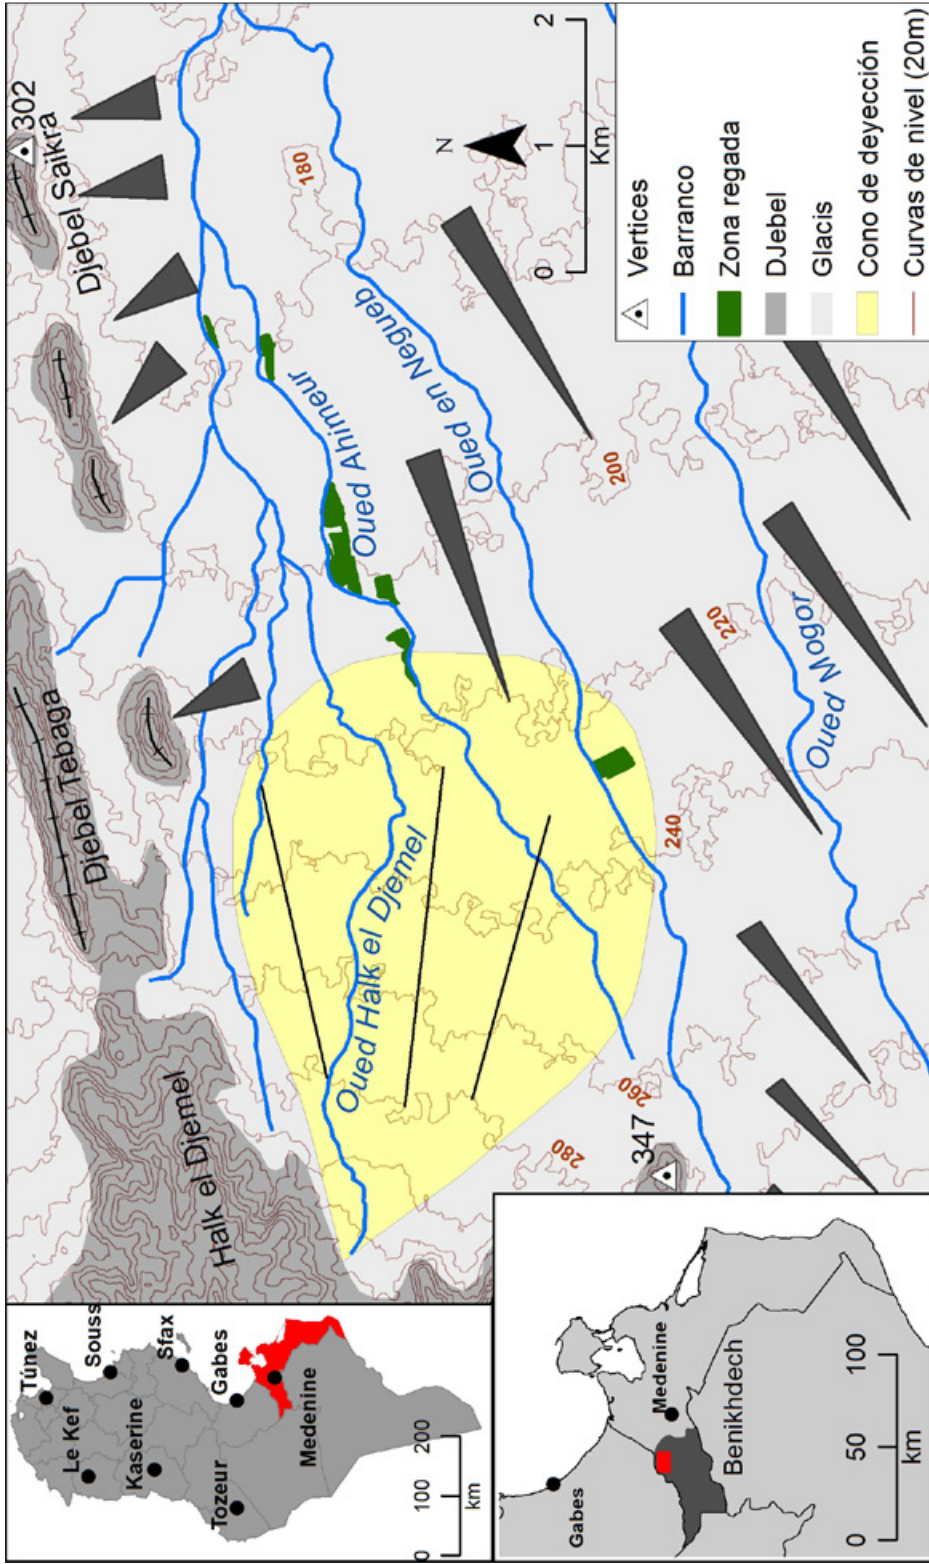 Túnez
Le Kef
Souss
Kaserine
Sfax
Tozeur
Gabes
Medenine
0 100 200
km
Gabes
Medenine
Benikhdech
0 50 100
km
Halk el Djemel
Djebel Tebaga
Djebel Saikra
302
Oued Halk el Djemel
Oued Ahimeur
Oued en Negueb
Oued Mogor
347
280
260
240
220
200
180
N
0 1 2
Km
Vertices
Barranco
Zona regada
DJebel
Glacis
Cono de deyección
Curvas de nivel (20m)